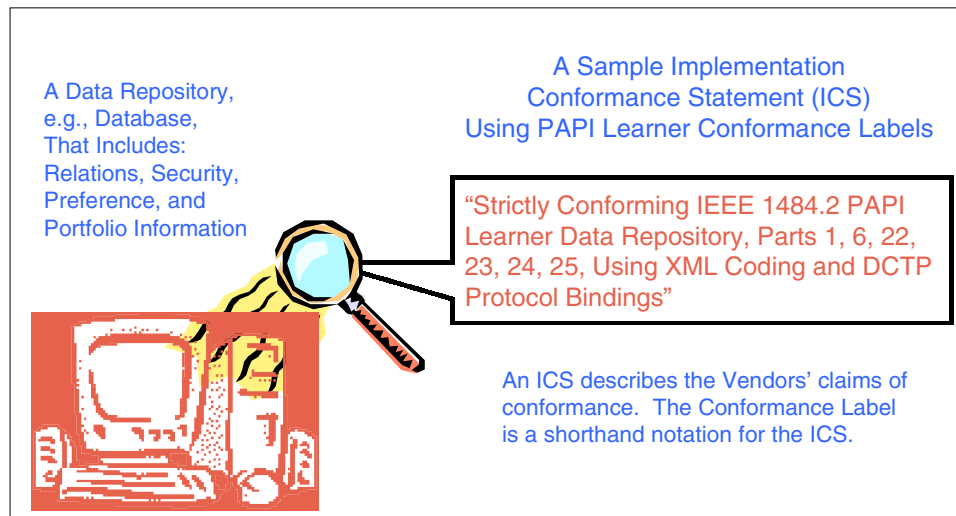 A Data Repository,
e.g., Database,
That Includes:
Relations, Security,
Preference, and
Portfolio Information
A Sample Implementation
Conformance Statement (ICS)
Using PAPI Learner Conformance Labels
“Strictly Conforming IEEE 1484.2 PAPI
Learner Data Repository, Parts 1, 6, 22,
23, 24, 25, Using XML Coding and DCTP
Protocol Bindings”
An ICS describes the Vendors’ claims of
conformance.  The Conformance Label
is a shorthand notation for the ICS.